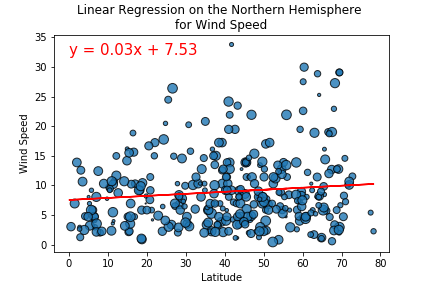 Linear Regression on the Northern Hemisphere
for Wind Speed
y = 0.03x + 7.53
35
30
25
20
15
10
5
0
Wind Speed
0 10 20 30 40 50 60 70 80
Latitude